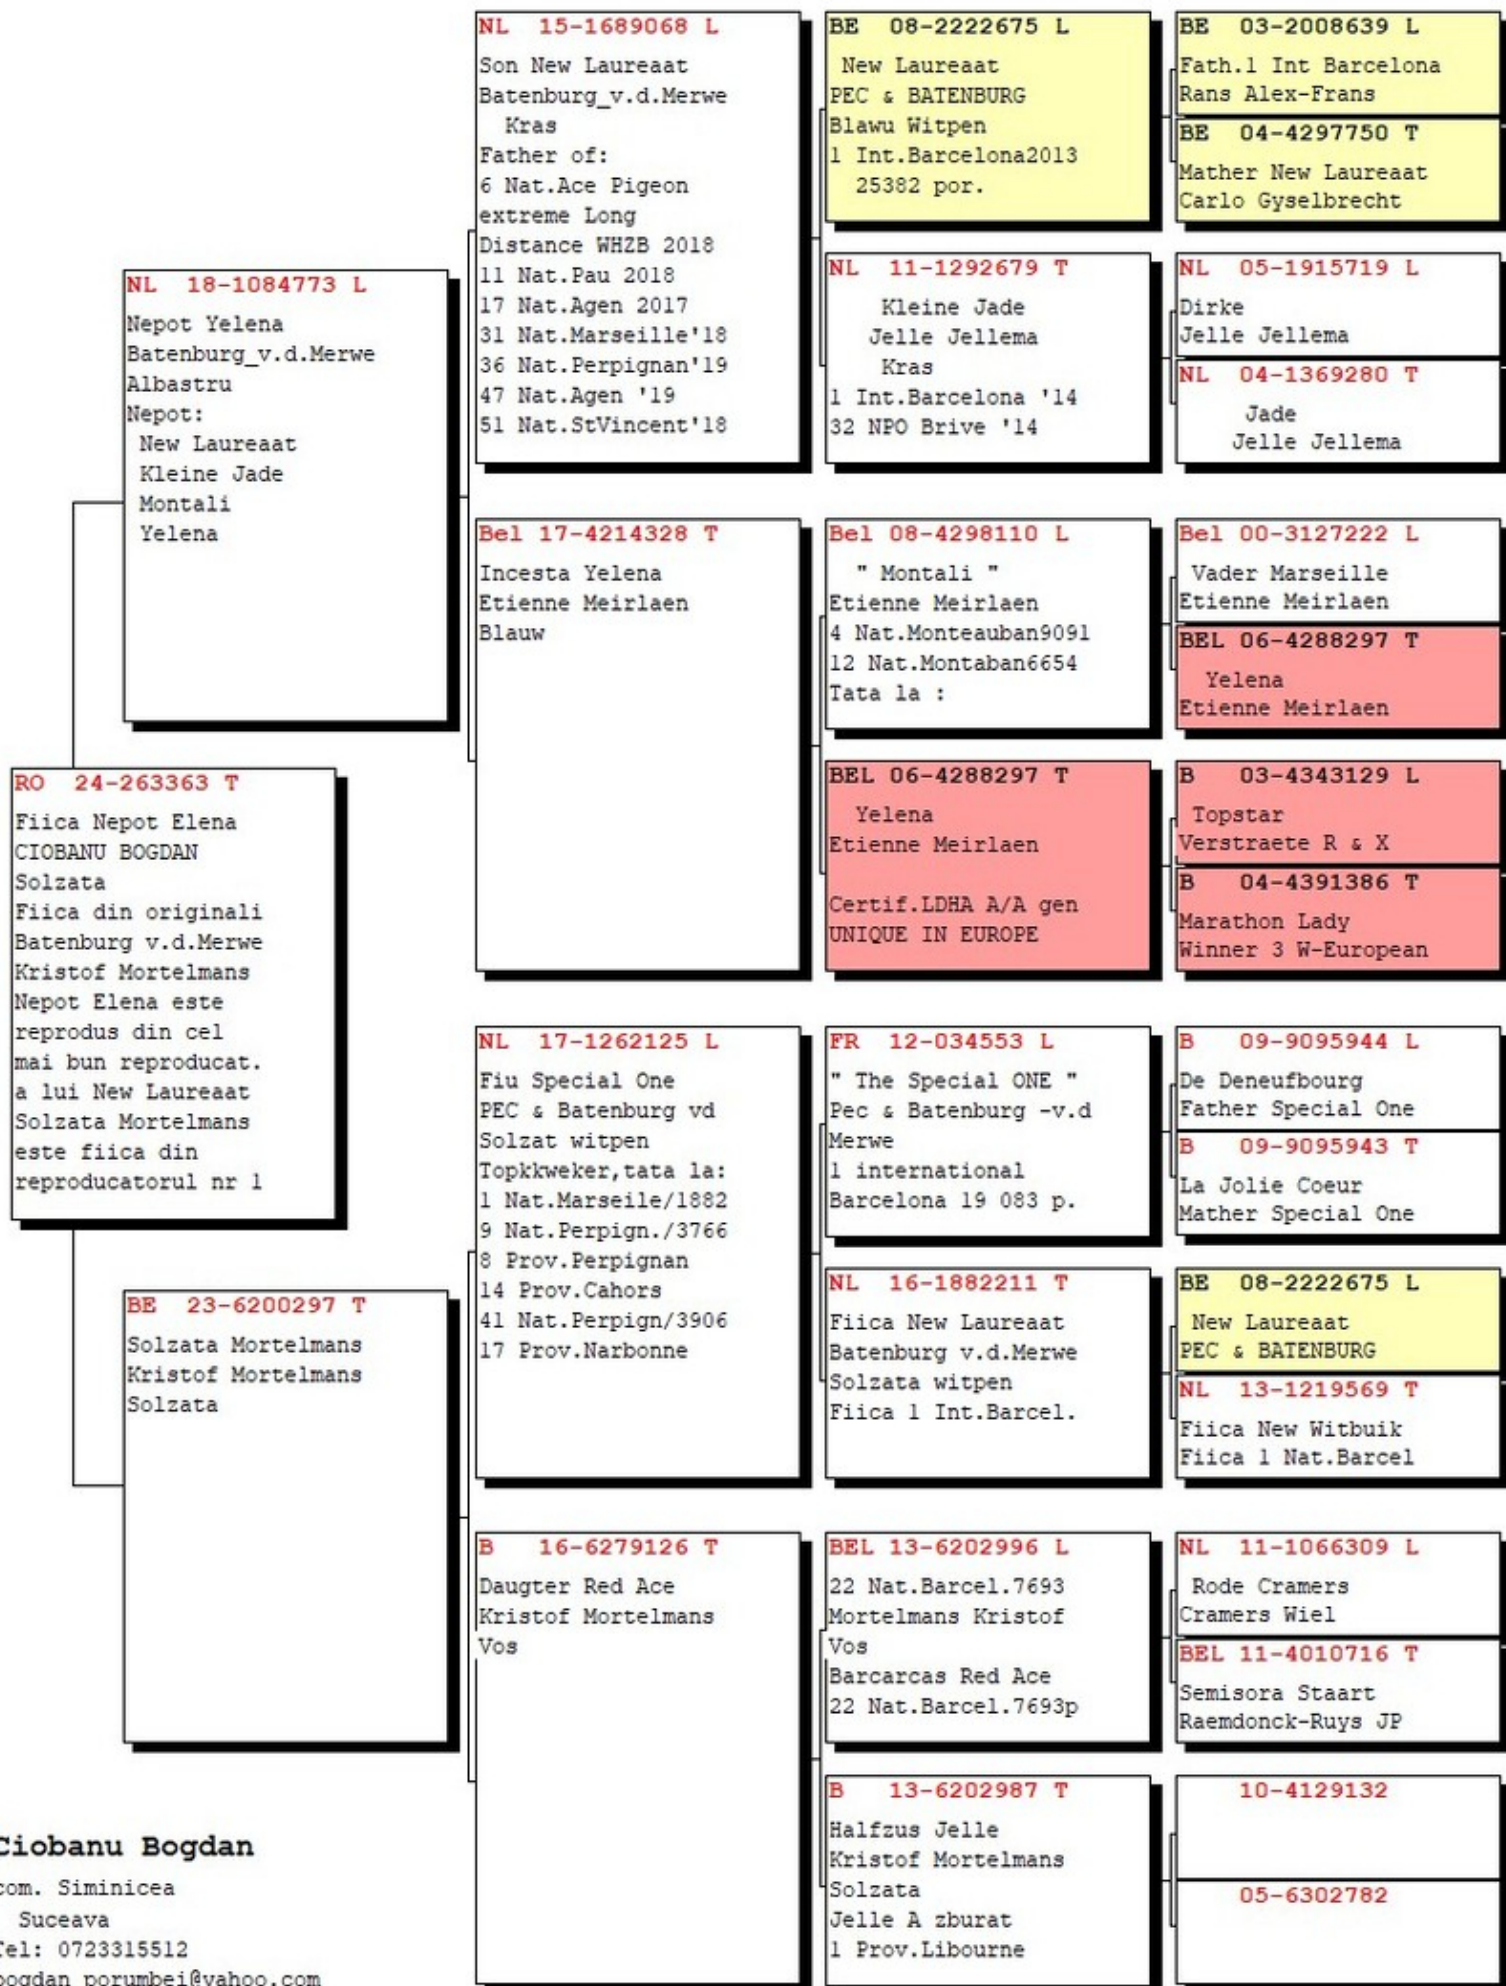 NL 15-1689068 L
Son New Laureaat
Batenburg_v.d.Merwe
Kras
Father of:
6 Nat.Ace Pigeon
extreme Long
Distance WHZB 2018
11 Nat.Pau 2018
17 Nat.Agen 2017
31 Nat.Marseille'18
36 Nat.Perpignan'19
47 Nat.Agen '19
51 Nat.StVincent'18
BE 08-2222675 L
New Laureaat
PEC & BATENBURG
Blawu Witpen
1 Int.Barcelona2013
25382 por.
BE 03-2008639 L
Fath.1 Int Barcelona
Rans Alex-Frans
BE 04-4297750 T
Mather New Laureaat
Carlo Gyselbrecht
NL 11-1292679 T
Kleine Jade
Jelle Jellema
Kras
1 Int.Barcelona '14
32 NPO Brive '14
NL 05-1915719 L
Dirke
Jelle Jellema
NL 04-1369280 T
Jade
Jelle Jellema
NL 18-1084773 L
Nepot Yelena
Batenburg_v.d.Merwe
Albastru
Nepot:
New Laureaat
Kleine Jade
Montali
Yelena
Bel 17-4214328 T
Incesta Yelena
Etienne Meirlaen
Blauw
Bel 08-4298110 L
" Montali "
Etienne Meirlaen
4 Nat.Monteauban9091
12 Nat.Montaban6654
Tata la :
Bel 00-3127222 L
Vader Marseille
Etienne Meirlaen
BEL 06-4288297 T
Yelena
Etienne Meirlaen
BEL 06-4288297 T
Yelena
Etienne Meirlaen
Certif.LDHA A/A gen
UNIQUE IN EUROPE
B 03-4343129 L
Topstar
Verstraete R & X
B 04-4391386 T
Marathon Lady
Winner 3 W-European
RO 24-263363 T
Fiica Nepot Elena
CIOBANU BOGDAN
Solzata
Fiica din originali
Batenburg v.d.Merwe
Kristof Mortelmans
Nepot Elena este
reprodus din cel
mai bun reproducat.
a lui New Laureaat
Solzata Mortelmans
este fiica din
reproducatorul nr 1
NL 17-1262125 L
Fiu Special One
PEC & Batenburg vd
Solzat witpen
Topkkweker,tata la:
1 Nat.Marseile/1882
9 Nat.Perpign./3766
8 Prov.Perpignan
14 Prov.Cahors
41 Nat.Perpign/3906
17 Prov.Narbonne
FR 12-034553 L
" The Special ONE "
Pec & Batenburg -v.d
Merwe
1 international
Barcelona 19 083 p.
B 09-9095944 L
De Deneufbourg
Father Special One
B 09-9095943 T
La Jolie Coeur
Mather Special One
NL 16-1882211 T
Fiica New Laureaat
Batenburg v.d.Merwe
Solzata witpen
Fiica 1 Int.Barcel.
BE 08-2222675 L
New Laureaat
PEC & BATENBURG
NL 13-1219569 T
Fiica New Witbuik
Fiica 1 Nat.Barcel
BE 23-6200297 T
Solzata Mortelmans
Kristof Mortelmans
Solzata
B 16-6279126 T
Daugter Red Ace
Kristof Mortelmans
Vos
BEL 13-6202996 L
22 Nat.Barcel.7693
Mortelmans Kristof
Vos
Barcarcas Red Ace
22 Nat.Barcel.7693p
NL 11-1066309 L
Rode Cramers
Cramers Wiel
BEL 11-4010716 T
Semisora Staart
Raemdonck-Ruys JP
B 13-6202987 T
Halfzus Jelle
Kristof Mortelmans
Solzata
Jelle A zburat
1 Prov.Libourne
10-4129132
05-6302782
Ciobanu Bogdan
com. Siminicea
Suceava
Tel: 0723315512
bogdan_porumbei@yahoo.com